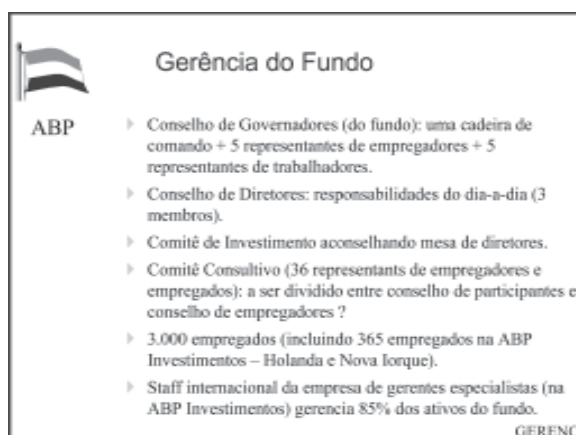 Gerência do Fundo
ABP
Conselho de Governadores (do fundo): uma cadeira de
comando + 5 representantes de empregadores + 5
representantes de trabalhadores.
Conselho de Diretores: responsabilidades do dia-a-dia (3
membros).
Comitê de Investimento aconselhando mesa de diretores.
Comitê Consultivo (36 representants de empregadores e
empregados): a ser dividido entre conselho de participantes e
conselho de empregadores ?
3.000 empregados (incluindo 365 empregados na ABP
Investimentos – Holanda e Nova Iorque).
Staff internacional da empresa de gerentes especialistas (na
ABP Investimentos) gerencia 85% dos ativos do fundo.
GERENC